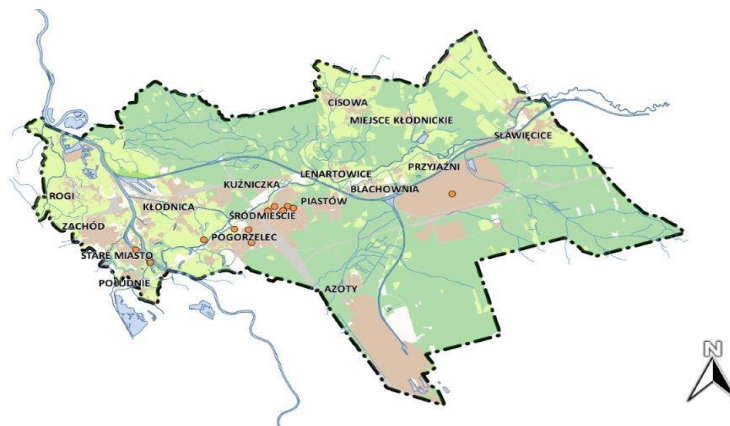 CISOWA
MIEJSCE KŁODNICKIE
SŁAWIĘCICE
PRZYJAŹNI
LENARTOWICE
KUŹNICZKA
BLACHOWNIA
ROGI
PIASTÓW
KŁODNICA
ŚRÓDMIEŚCIE
ZACHÓD
POGORZELEC
STARE MIASTO
POŁUDNIE
AZOTY
N